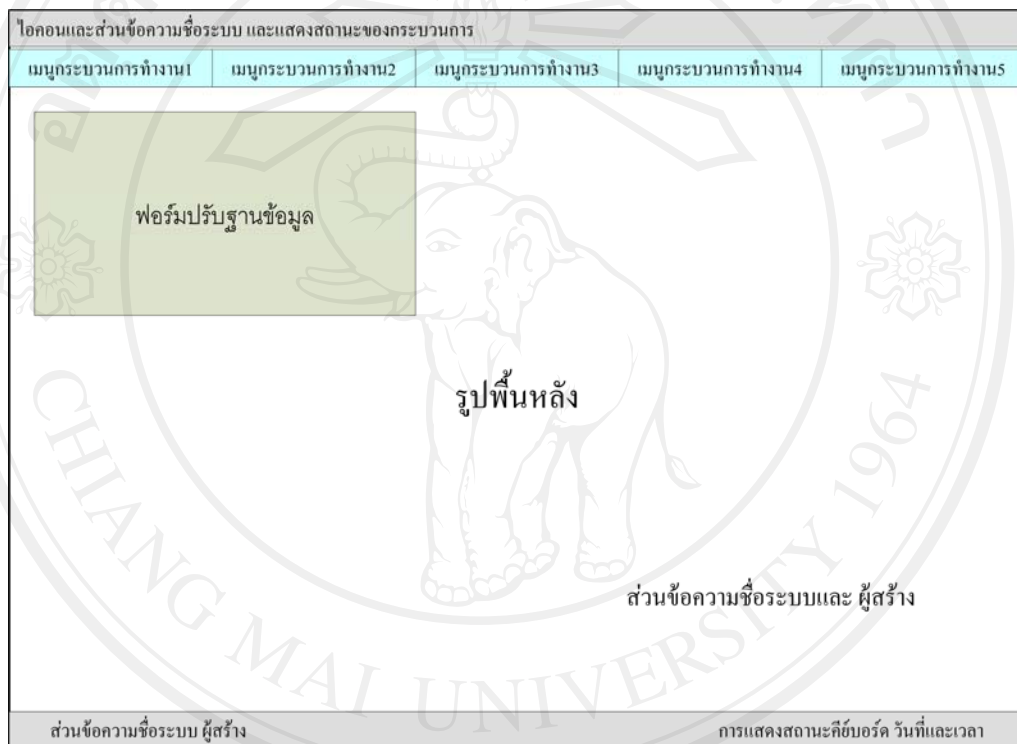 ไอคอนและส่วนข้อความชื่อระบบ และแสดงสถานะของกระบวนการ
เมนูกระบวนการทำงาน1 เมนูกระบวนการทำงาน2 เมนูกระบวนการทำงาน3 เมนูกระบวนการทำงาน4 เมนูกระบวนการทำงาน5
ฟอร์มปรับฐานข้อมูล
รูปพื้นหลัง
ส่วนข้อความชื่อระบบและ ผู้สร้าง
CHIANG MAI UNIVERSITY 1964
ส่วนข้อความชื่อระบบ ผู้สร้าง การแสดงสถานะคีย์บอร์ด วันที่และเวลา